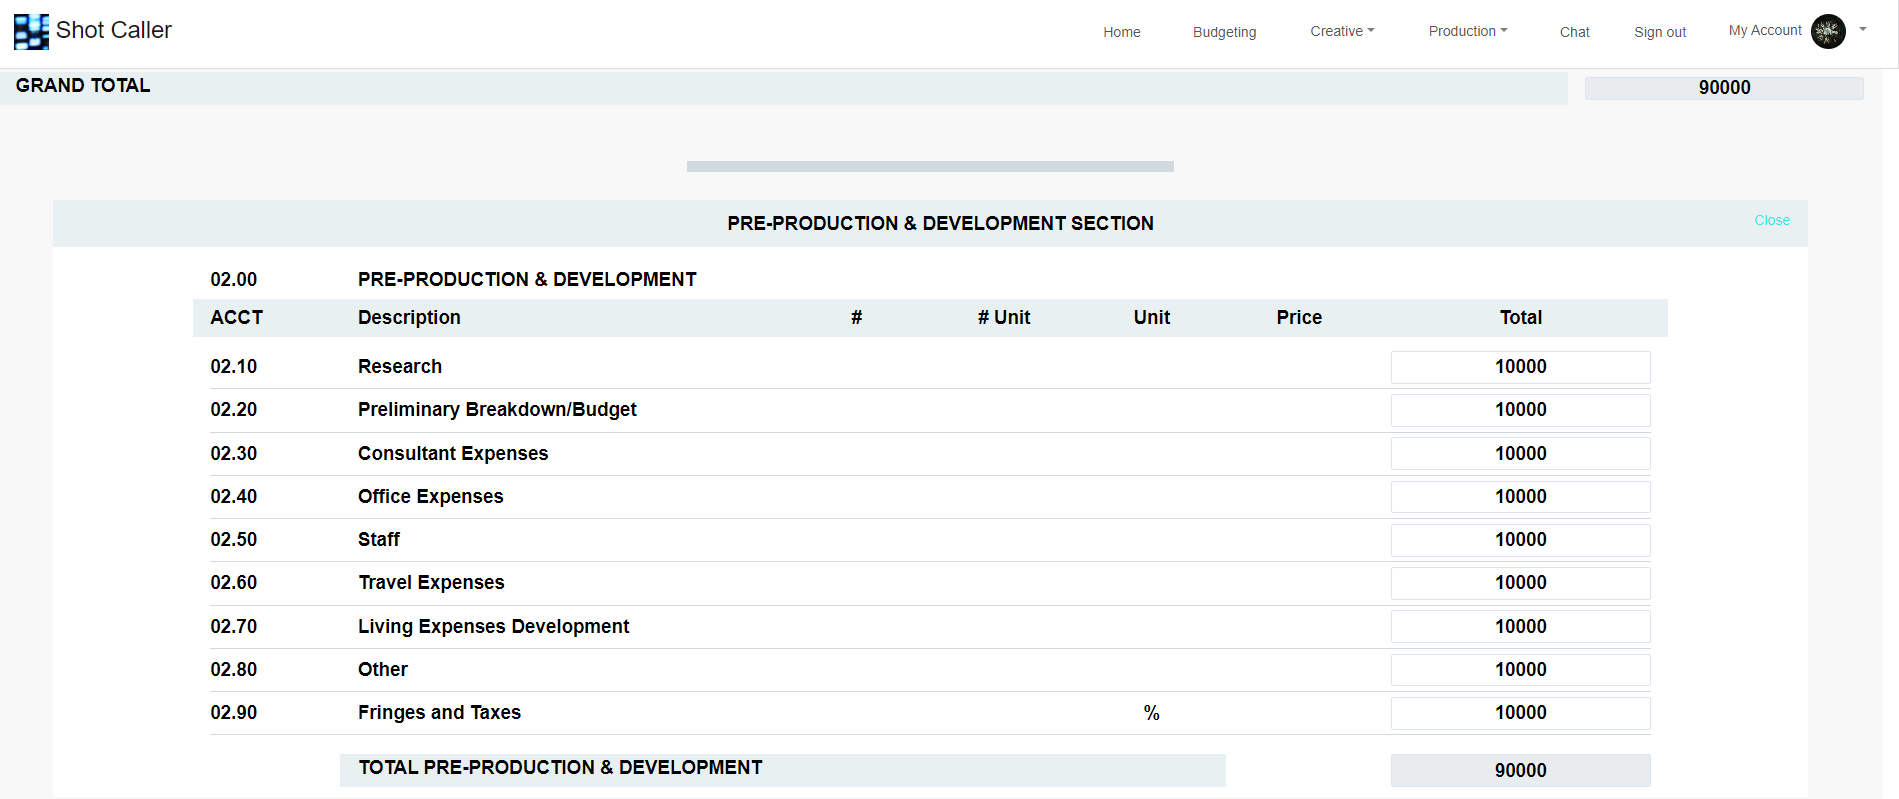 Shot Caller Home Budgeting Creative Production Chat Sign out My Account
GRAND TOTAL 90000
PRE-PRODUCTION & DEVELOPMENT SECTION Close
02.00 PRE-PRODUCTION & DEVELOPMENT
ACCT Description # # Unit Unit Price Total
02.10 Research 10000
02.20 Preliminary Breakdown/Budget 10000
02.30 Consultant Expenses 10000
02.40 Office Expenses 10000
02.50 Staff 10000
02.60 Travel Expenses 10000
02.70 Living Expenses Development 10000
02.80 Other 10000
02.90 Fringes and Taxes % 10000
TOTAL PRE-PRODUCTION & DEVELOPMENT 90000